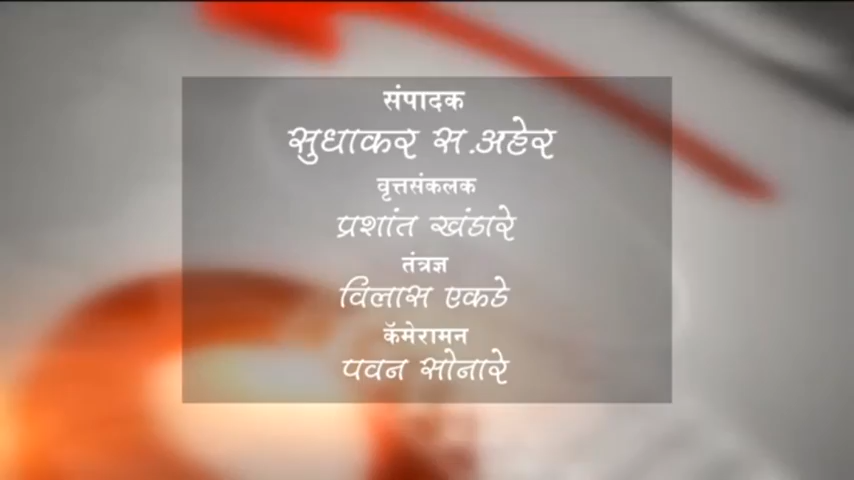 संपादक
सुधाकर स.अहेर
वृत्तसंकलक
प्रशांत खंडारे
तंत्रज्ञ
विलास एकडे
कॅमेरामन
पवन सोनारे